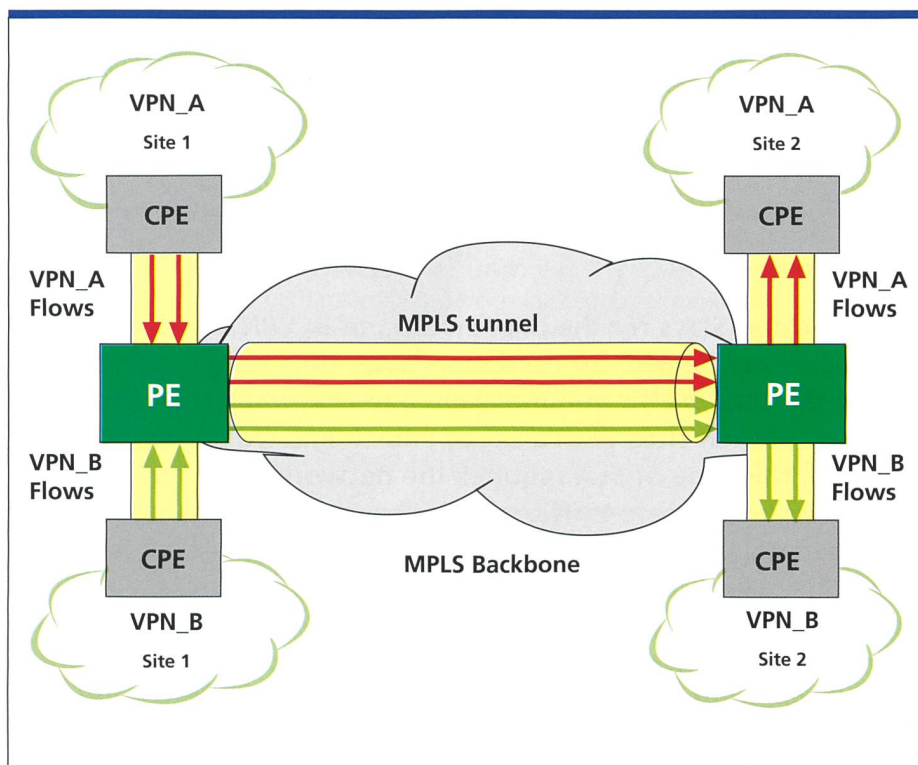 VPN_A
Site 1
CPE
VPN_A
Flows
PE
VPN_B
Flows
CPE
VPN_B
Site 1
MPLS tunnel
MPLS Backbone
VPN_A
Site 2
CPE
VPN_A
Flows
PE
VPN_B
Flows
CPE
VPN_B
Site 2